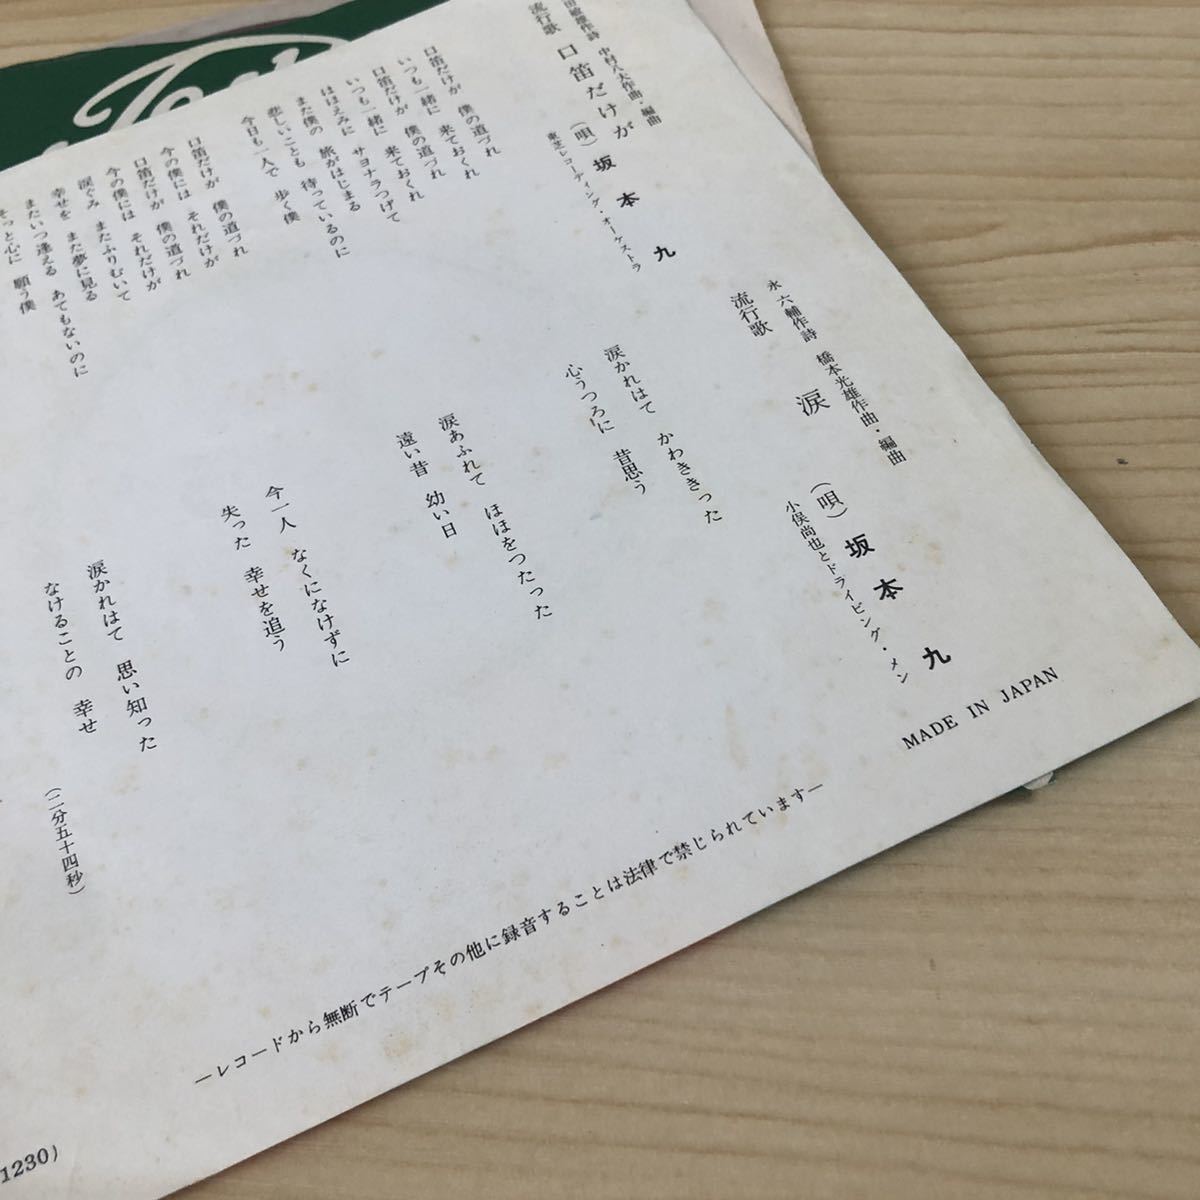 永六輔作詩 橋本光雄作曲・編曲
流行歌 涙 (唄) 坂本九
小俣尚也とドライビング・メン
涙かれはて かわききった
心うつろに 昔思う
涙あふれて ほほをつたった
遠い昔 幼い日
今一人 なくになけずに
失った 幸せを追う
涙かれはて 思い知った
なけることの 幸せ
(二分五十四秒)
田敏雄作詩 中村八大作曲・編曲
流行歌 口笛だけが (唄) 坂本九
東芝レコーディング・オーケストラ
口笛だけが 僕の道づれ
いつも一緒に 来ておくれ
口笛だけが 僕の道づれ
いつも一緒に 来ておくれ
ほほえみに サヨナラつげて
また僕の 旅がはじまる
悲しいことも 待っているのに
今日も一人で 歩く僕
口笛だけが 僕の道づれ
今の僕には それだけが
口笛だけが 僕の道づれ
今の僕には それだけが
涙ぐみ またふりむいて
幸せを また夢に見る
またいつ逢える あてもないのに
そっと心に 願う僕
MADE IN JAPAN
―レコードから無断でテープその他に録音することは法律で禁じられています―
1230)